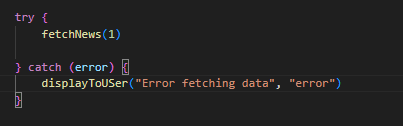 try {
    fetchNews(1)
} catch (error) {
    displayToUSer("Error fetching data", "error")
}